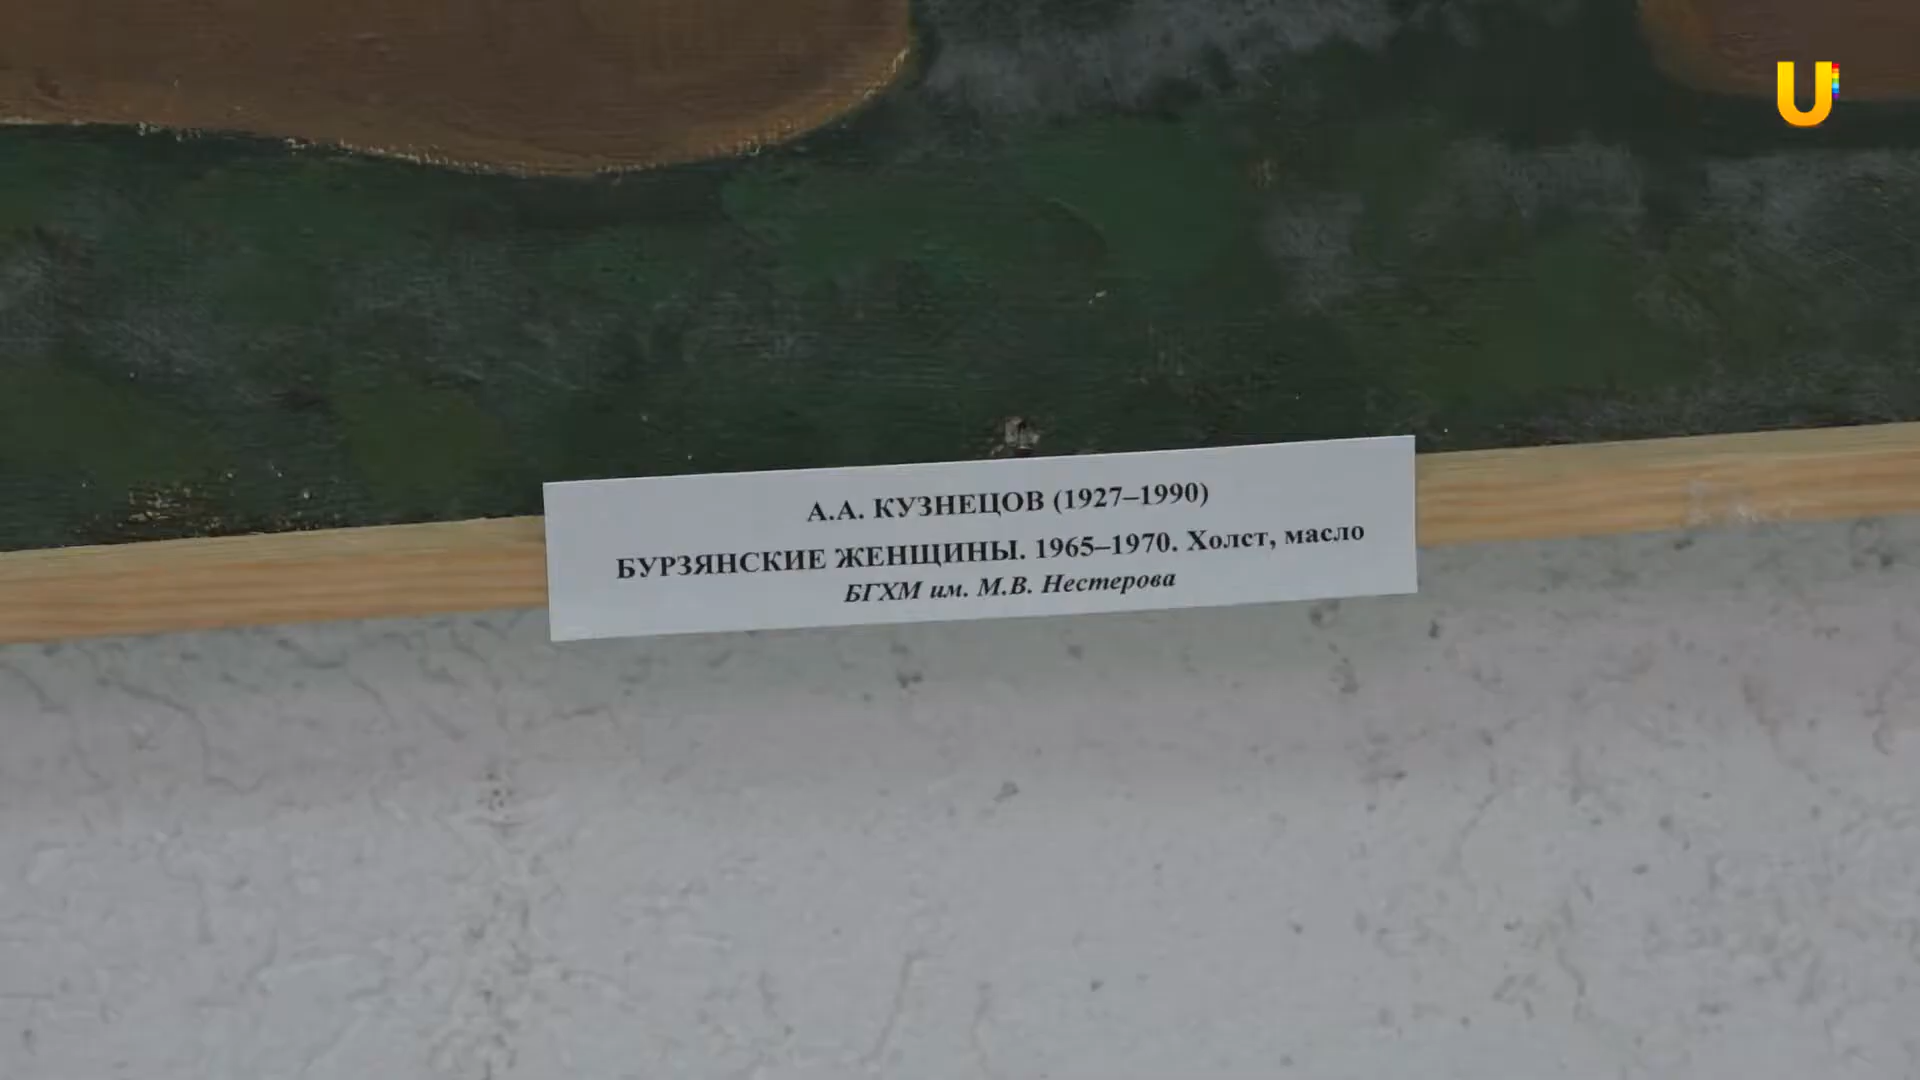 U
А.А. КУЗНЕЦОВ (1927–1990)
БУРЗЯНСКИЕ ЖЕНЩИНЫ. 1965–1970. Холст, масло
БГХМ им. М.В. Нестерова